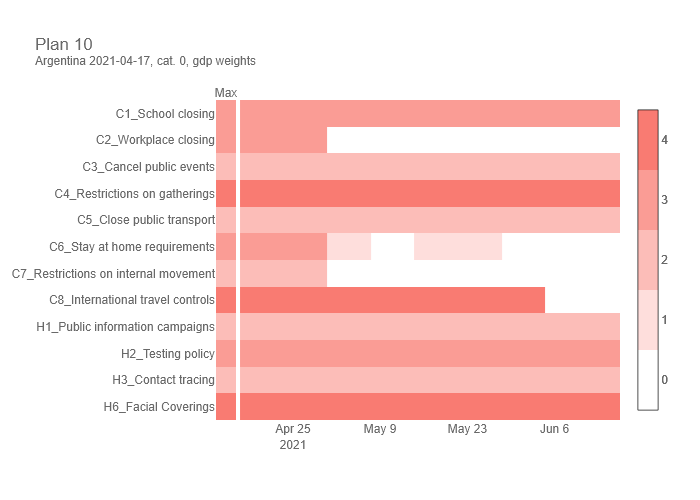 Plan 10
Argentina 2021-04-17, cat. 0, gdp weights
Max
C1_School closing
C2_Workplace closing
C3_Cancel public events
C4_Restrictions on gatherings
C5_Close public transport
C6_Stay at home requirements
C7_Restrictions on internal movement
C8_International travel controls
H1_Public information campaigns
H2_Testing policy
H3_Contact tracing
H6_Facial Coverings
Apr 25 May 9 May 23 Jun 6
2021
4
3
2
1
0